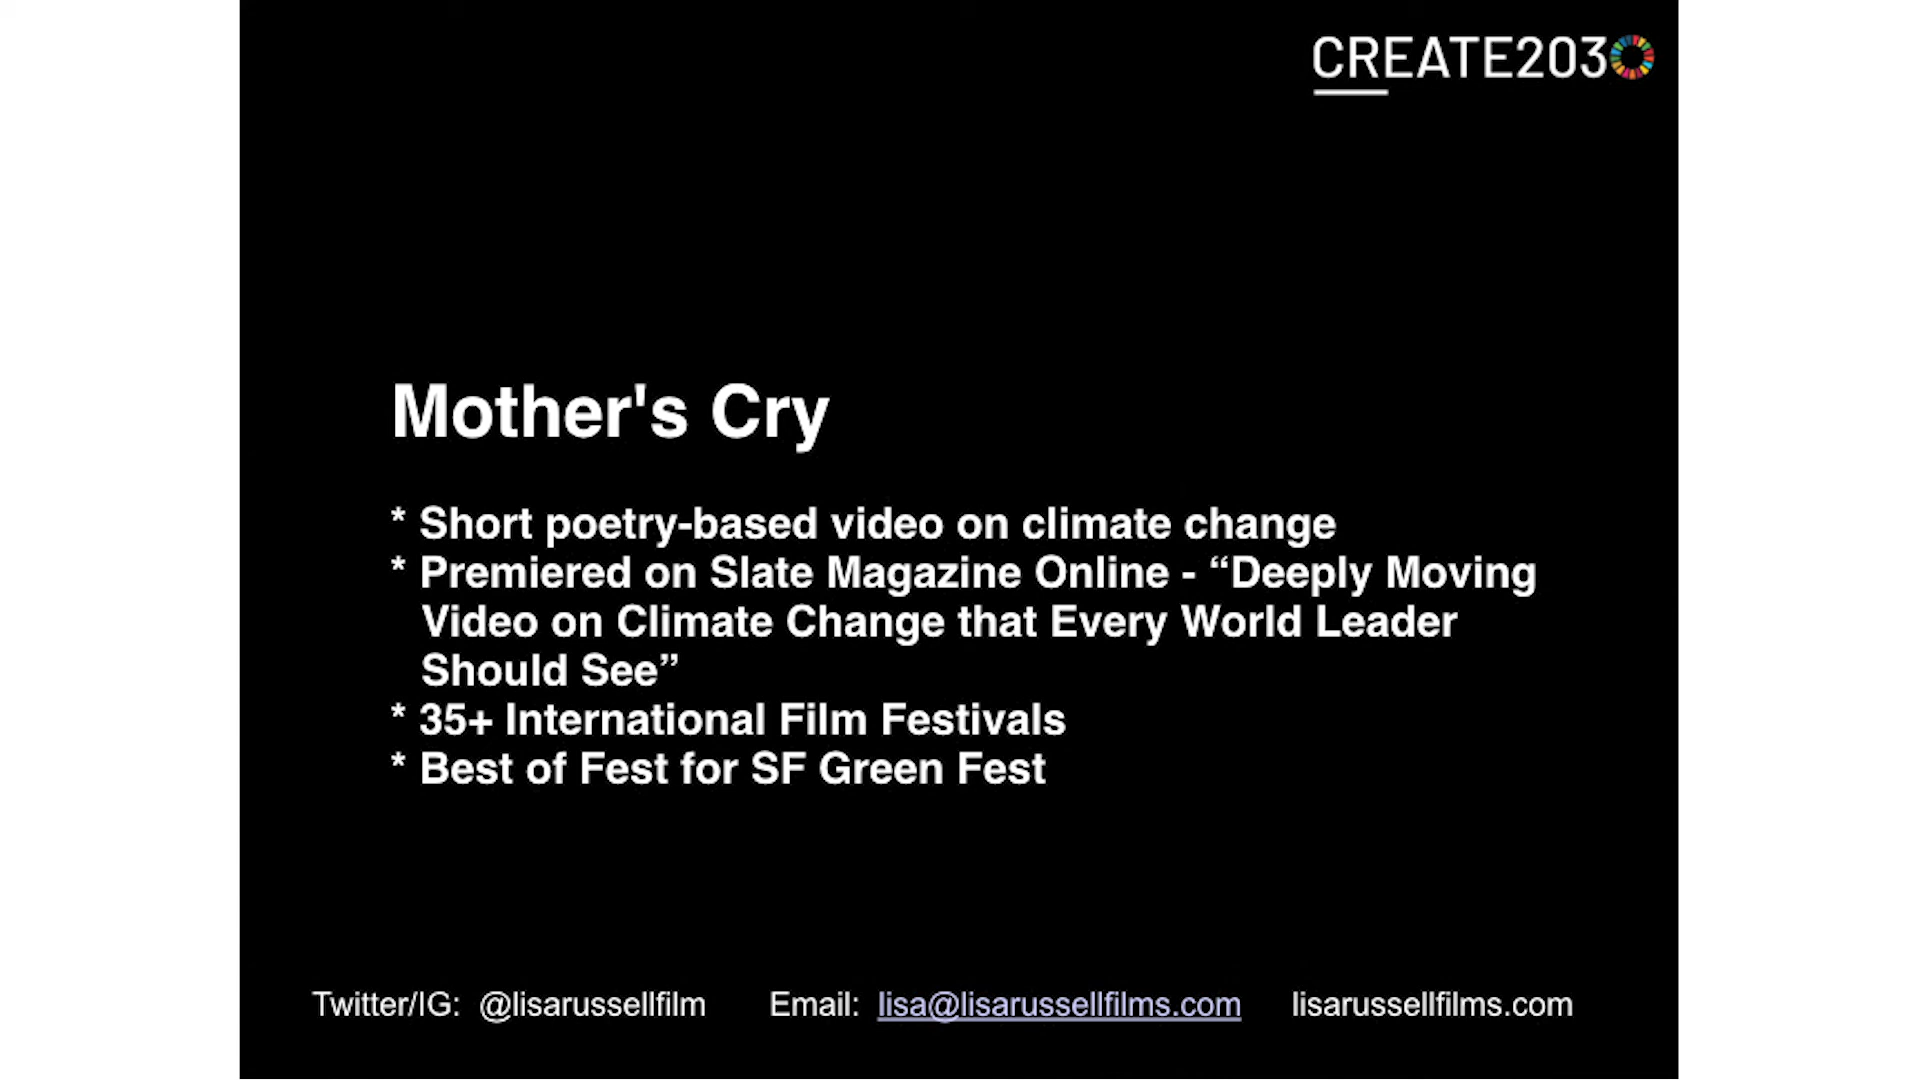 CREATE2030
Mother's Cry
* Short poetry-based video on climate change
* Premiered on Slate Magazine Online - “Deeply Moving
Video on Climate Change that Every World Leader
Should See”
* 35+ International Film Festivals
* Best of Fest for SF Green Fest
Twitter/IG: @lisarussellfilm Email: lisa@lisarussellfilms.com lisarussellfilms.com